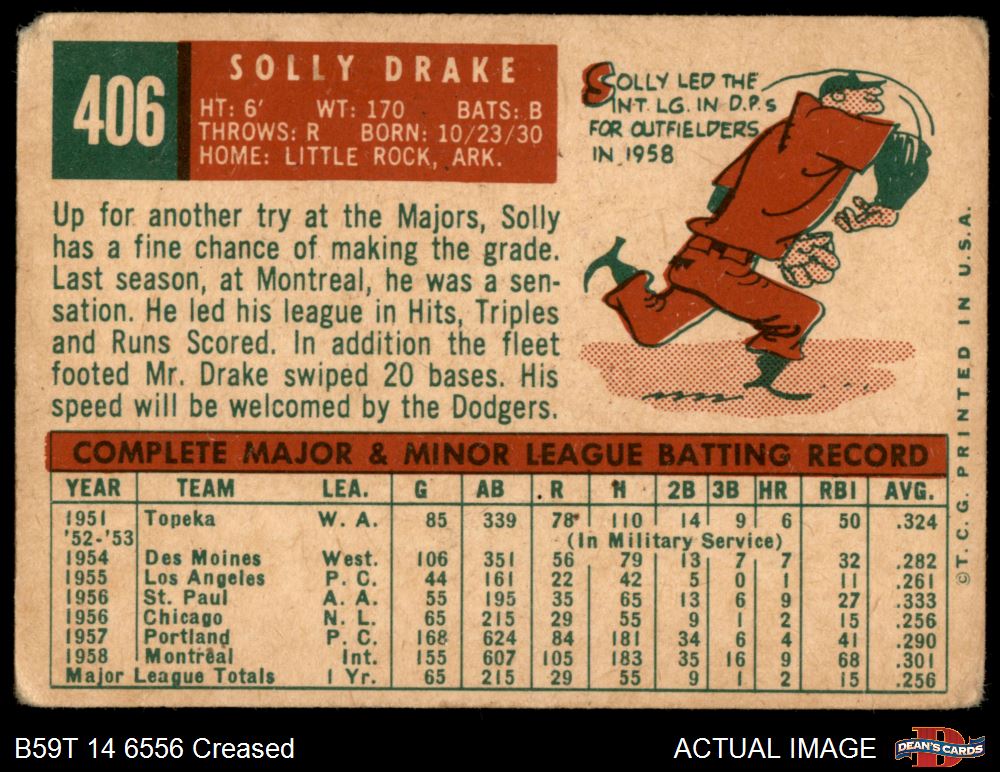 406
SOLLY DRAKE
HT: 6' WT: 170 BATS: B
THROWS: R BORN: 10/23/30
HOME: LITTLE ROCK, ARK.
SOLLY LED THE
INT. LG. IN D.P.s
FOR OUTFIELDERS
IN 1958
Up for another try at the Majors, Solly
has a fine chance of making the grade.
Last season, at Montreal, he was a sen-
sation. He led his league in Hits, Triples
and Runs Scored. In addition the fleet
footed Mr. Drake swiped 20 bases. His
speed will be welcomed by the Dodgers.
COMPLETE MAJOR & MINOR LEAGUE BATTING RECORD
YEAR TEAM LEA. G AB R H 2B 3B HR RBI AVG.
1951 Topeka W. A. 85 339 78 110 14 9 6 50 .324
'52-'53 (In Military Service)
1954 Des Moines West. 106 351 56 79 13 7 7 32 .282
1955 Los Angeles P. C. 44 161 22 42 5 0 1 11 .261
1956 St. Paul A. A. 55 195 35 65 13 6 9 27 .333
1956 Chicago N. L. 65 215 29 55 9 1 2 15 .256
1957 Portland P. C. 168 624 84 181 34 6 4 41 .290
1958 Montreal Int. 155 607 105 183 35 16 9 68 .301
Major League Totals 1 Yr. 65 215 29 55 9 1 2 15 .256
©T. C. G. PRINTED IN U.S.A.
B59T 14 6556 Creased
ACTUAL IMAGE
DEAN'S CARDS